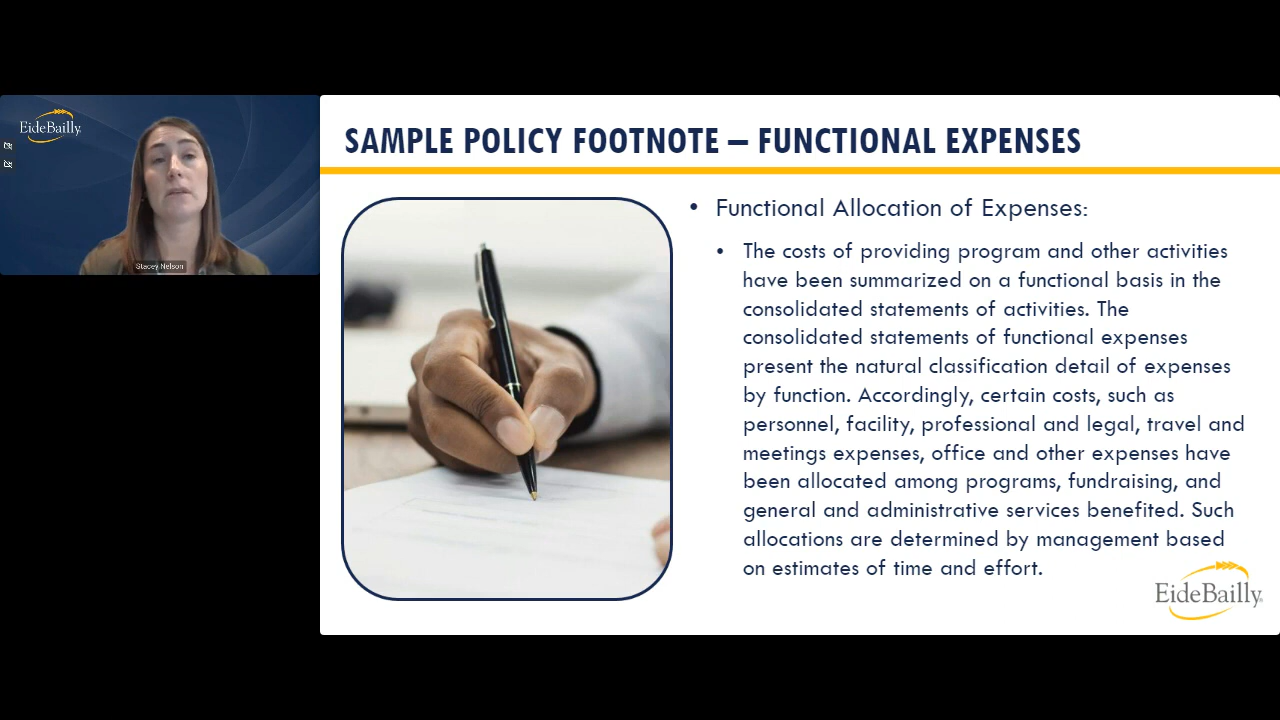 EideBailly
Stacey Nelson
SAMPLE POLICY FOOTNOTE – FUNCTIONAL EXPENSES
• Functional Allocation of Expenses:
• The costs of providing program and other activities
have been summarized on a functional basis in the
consolidated statements of activities. The
consolidated statements of functional expenses
present the natural classification detail of expenses
by function. Accordingly, certain costs, such as
personnel, facility, professional and legal, travel and
meetings expenses, office and other expenses have
been allocated among programs, fundraising, and
general and administrative services benefited. Such
allocations are determined by management based
on estimates of time and effort.
EideBailly